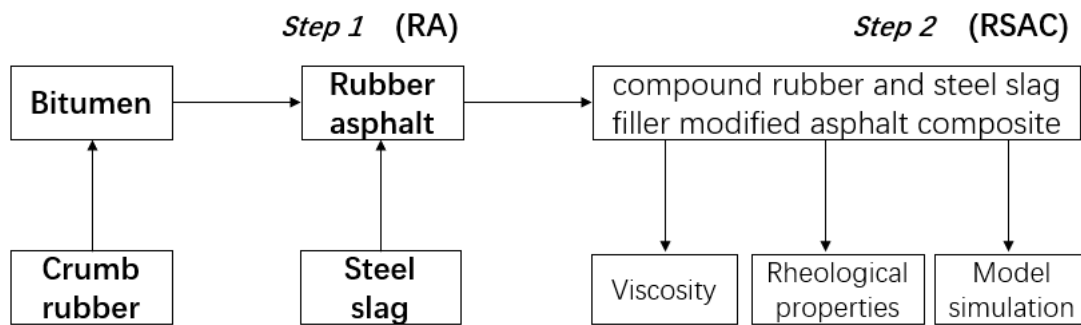 Step 1 (RA)
Step 2 (RSAC)
Bitumen
Rubber
asphalt
compound rubber and steel slag
filler modified asphalt composite
Crumb
rubber
Steel
slag
Viscosity
Rheological
properties
Model
simulation